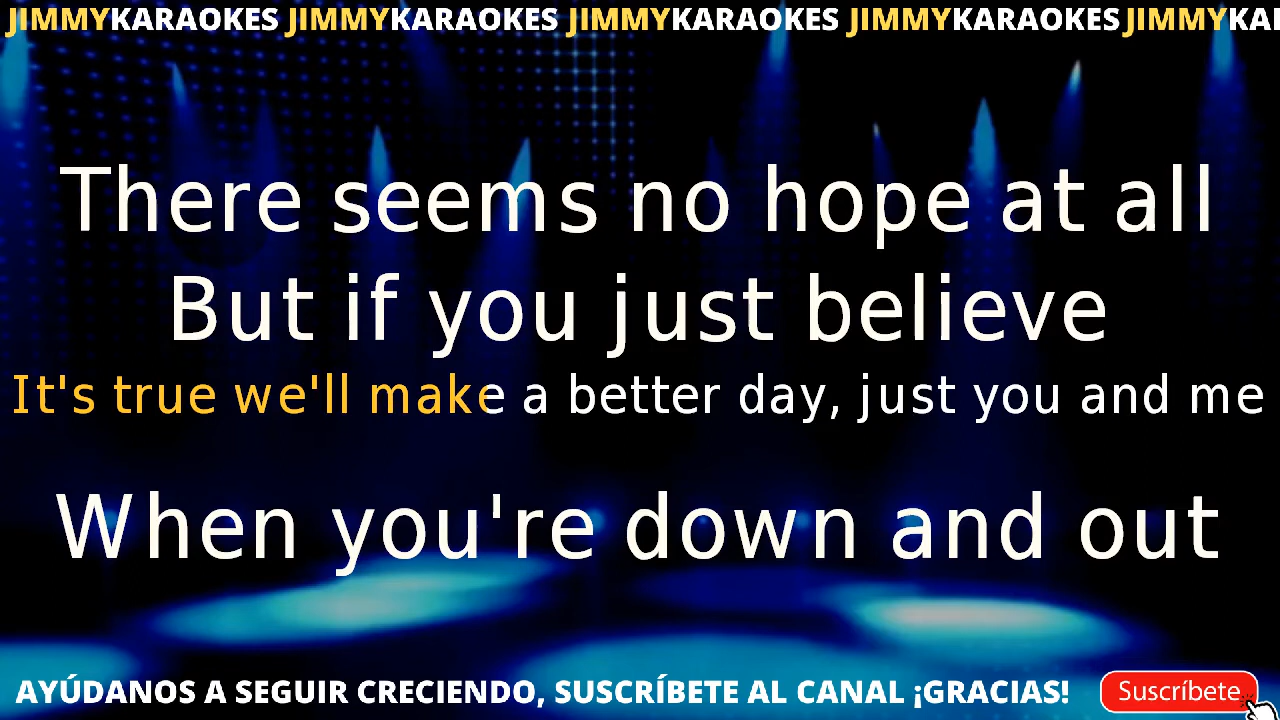 JIMMYKARAOKES JIMMYKARAOKES JIMMYKARAOKES JIMMYKARAOKES JIMMYKA
There seems no hope at all
But if you just believe
It's true we'll make a better day, just you and me
When you're down and out
AYÚDANOS A SEGUIR CRECIENDO, SUSCRÍBETE AL CANAL ¡GRACIAS!
Suscríbete